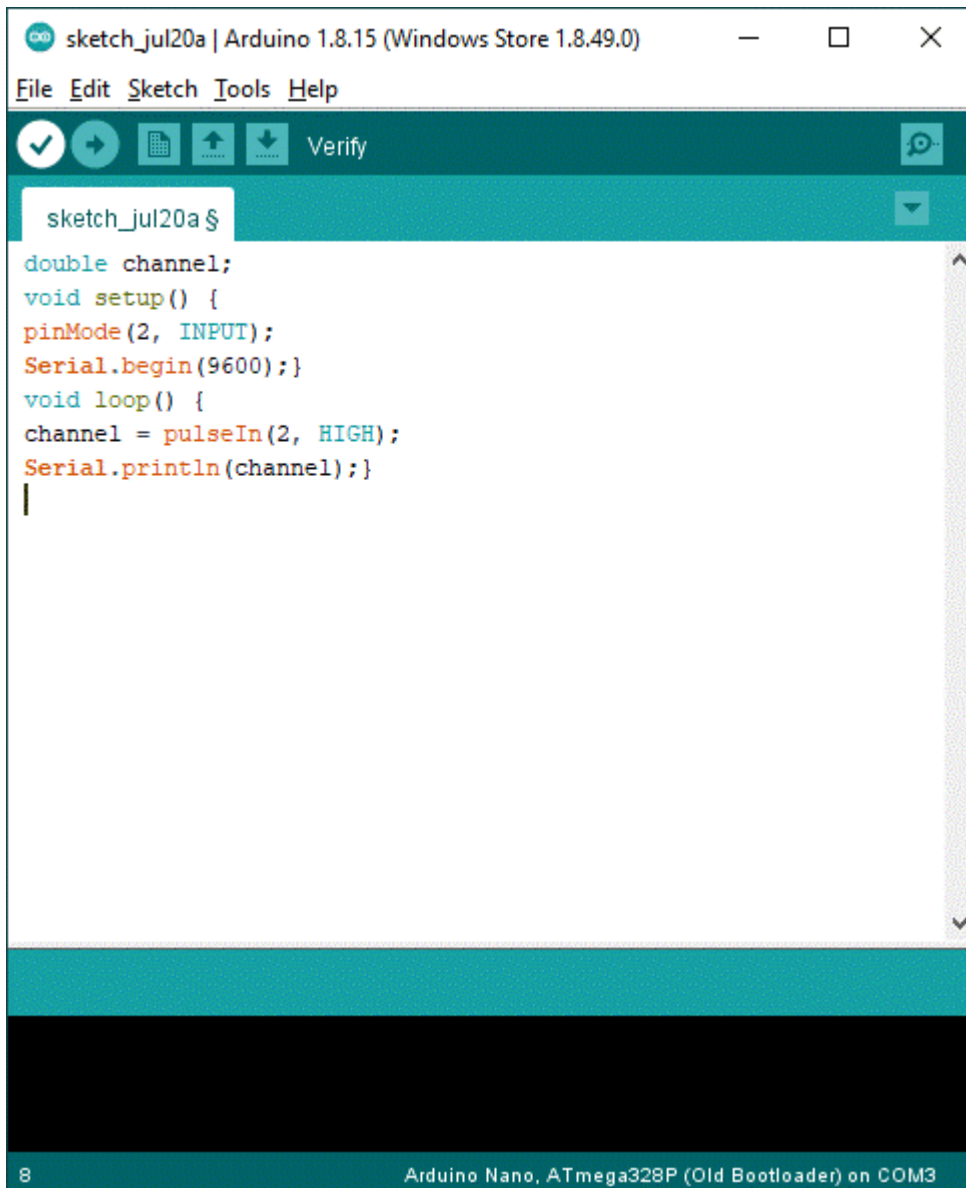 sketch_jul20a | Arduino 1.8.15 (Windows Store 1.8.49.0)
File Edit Sketch Tools Help
Verify
sketch_jul20a §
double channel;
void setup() {
pinMode(2, INPUT);
Serial.begin(9600);}
void loop() {
channel = pulseIn(2, HIGH);
Serial.println(channel);}
8 Arduino Nano, ATmega328P (Old Bootloader) on COM3